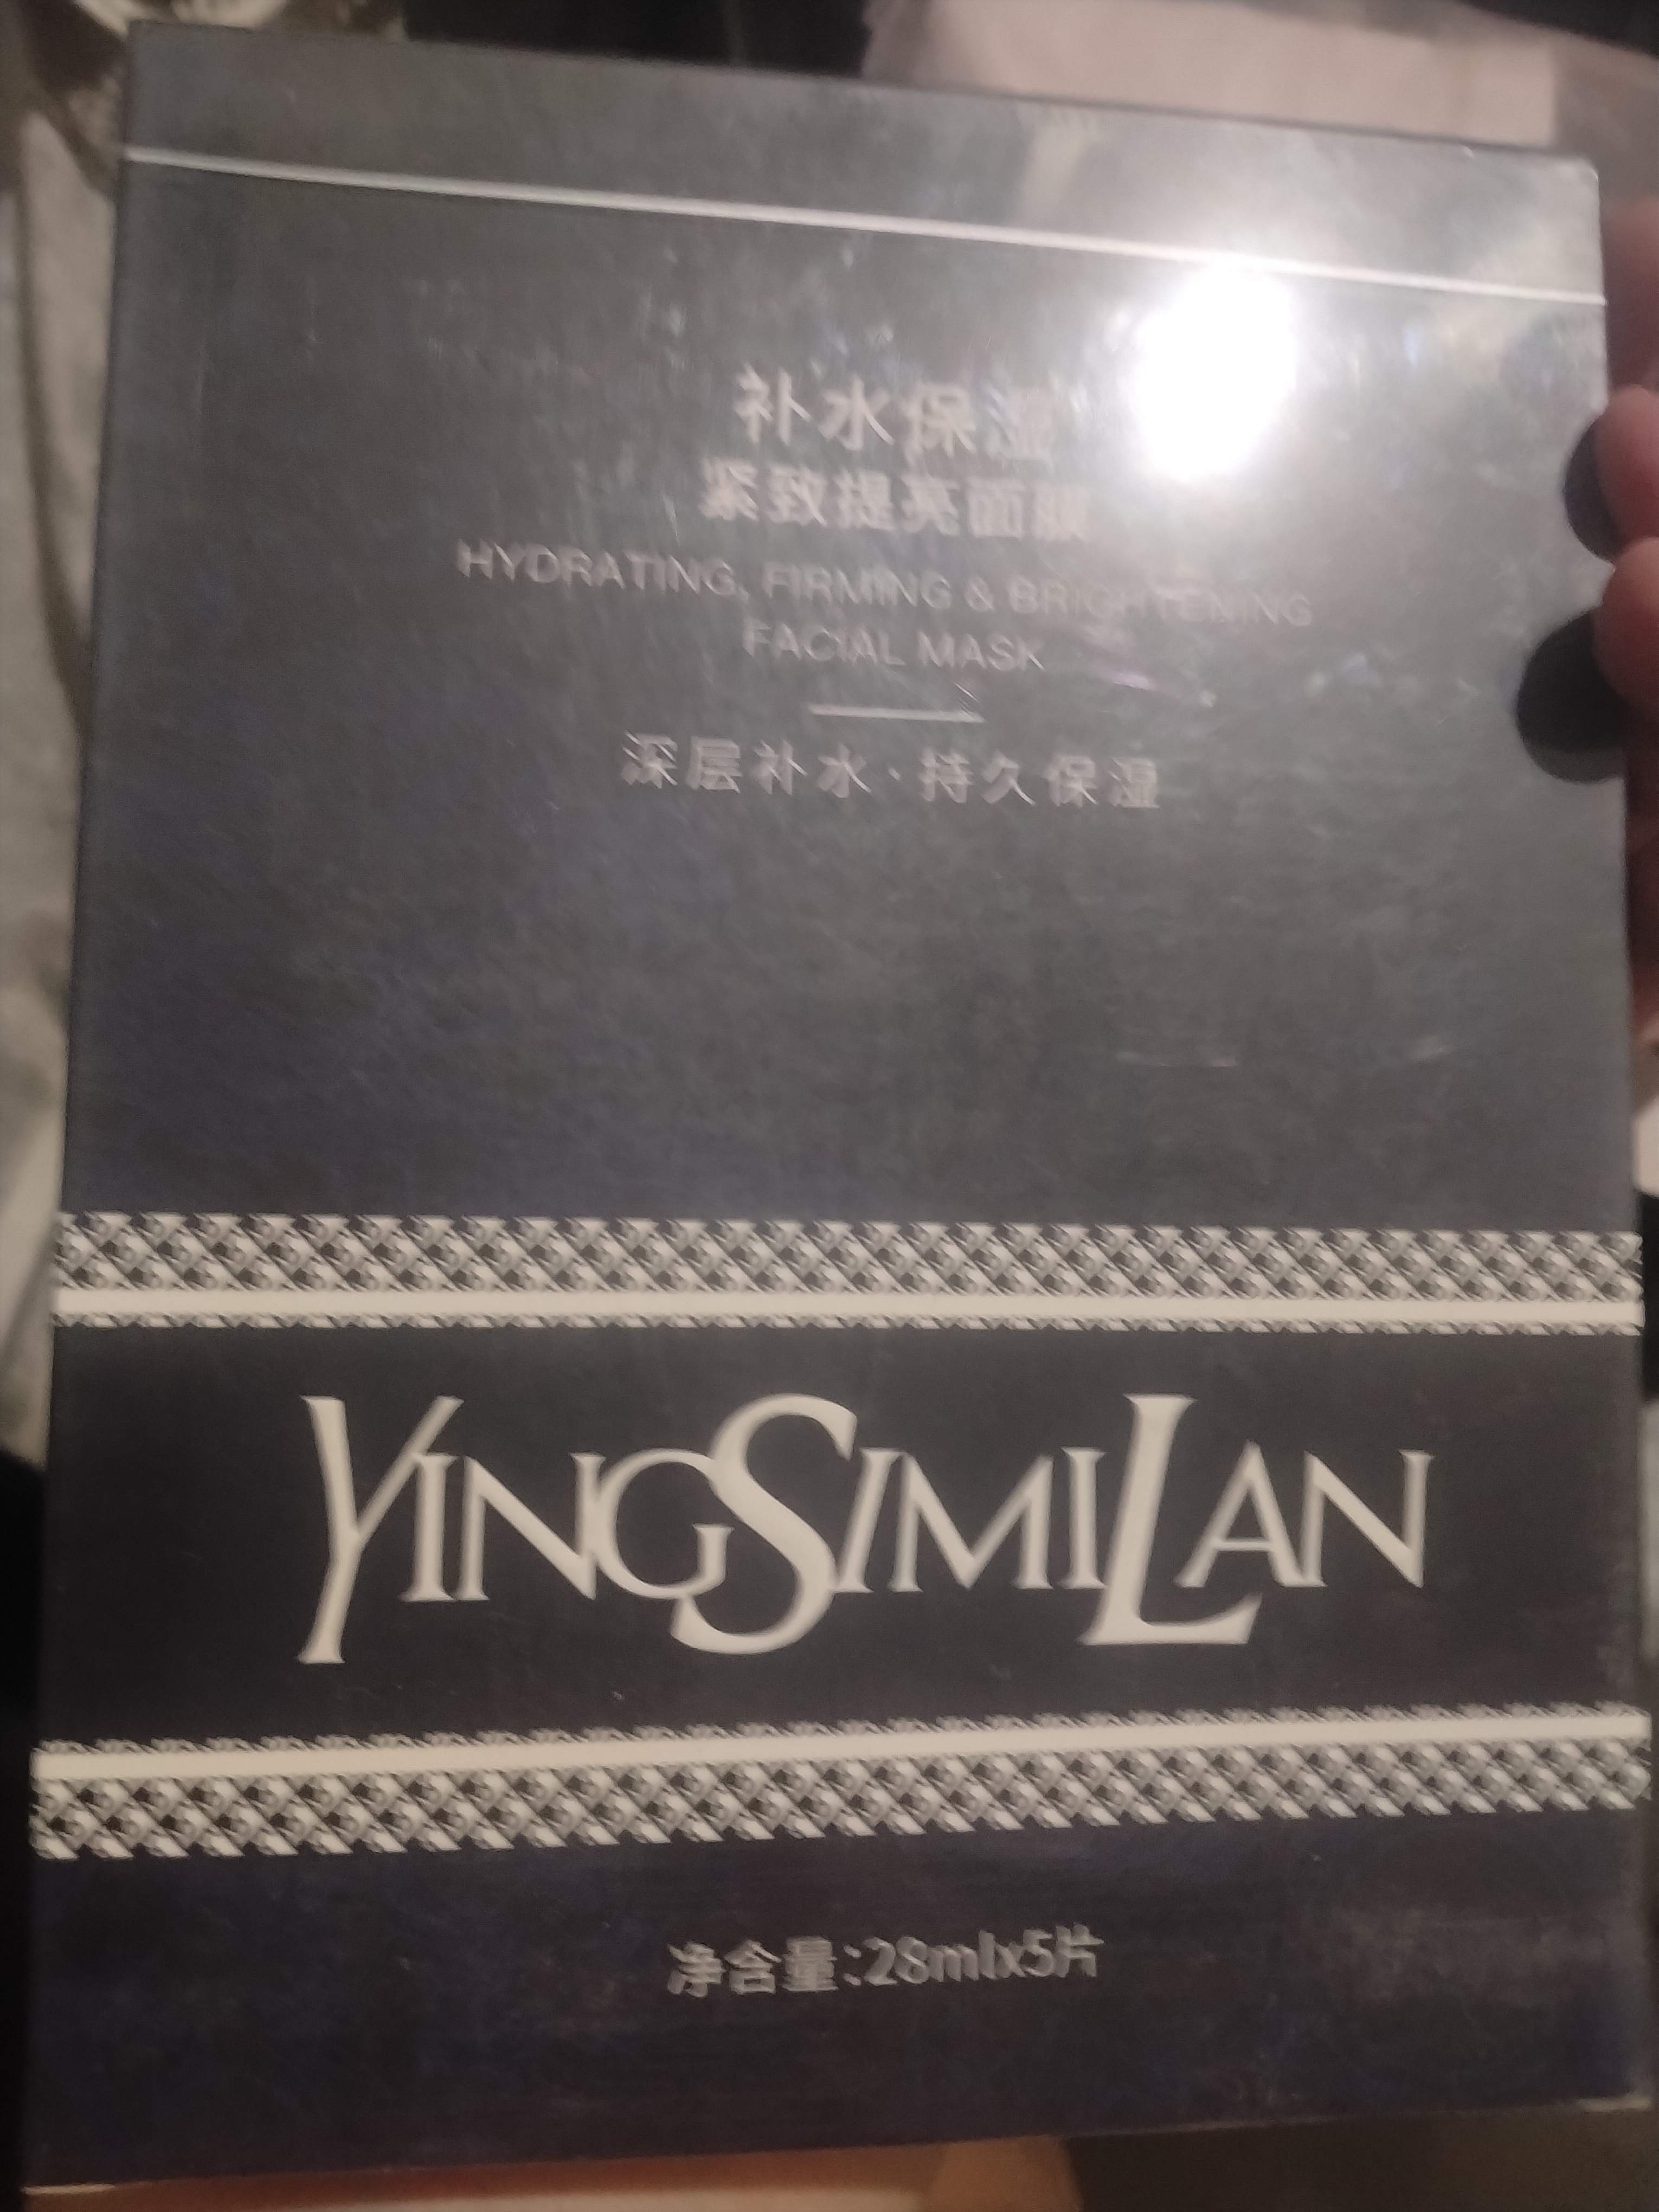 补水保湿
紧致提亮面膜
HYDRATING, FIRMING & BRIGHTENING
FACIAL MASK
深层补水·持久保湿
YINGSIMILAN
净含量:28mlx5片